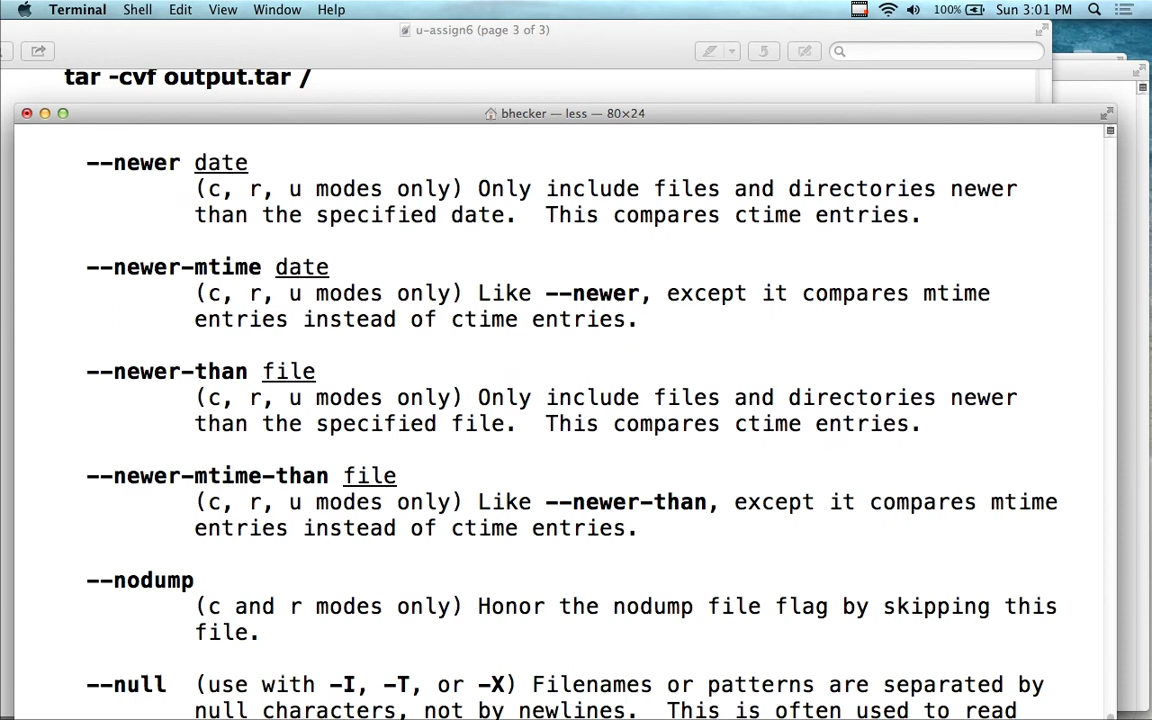 Terminal Shell Edit View Window Help 100% Sun 3:01 PM
u-assign6 (page 3 of 3)
tar -cvf output.tar /
bhecker — less — 80×24
--newer date
(c, r, u modes only) Only include files and directories newer
than the specified date.  This compares ctime entries.
--newer-mtime date
(c, r, u modes only) Like --newer, except it compares mtime
entries instead of ctime entries.
--newer-than file
(c, r, u modes only) Only include files and directories newer
than the specified file.  This compares ctime entries.
--newer-mtime-than file
(c, r, u modes only) Like --newer-than, except it compares mtime
entries instead of ctime entries.
--nodump
(c and r modes only) Honor the nodump file flag by skipping this
file.
--null  (use with -I, -T, or -X) Filenames or patterns are separated by
null characters, not by newlines.  This is often used to read